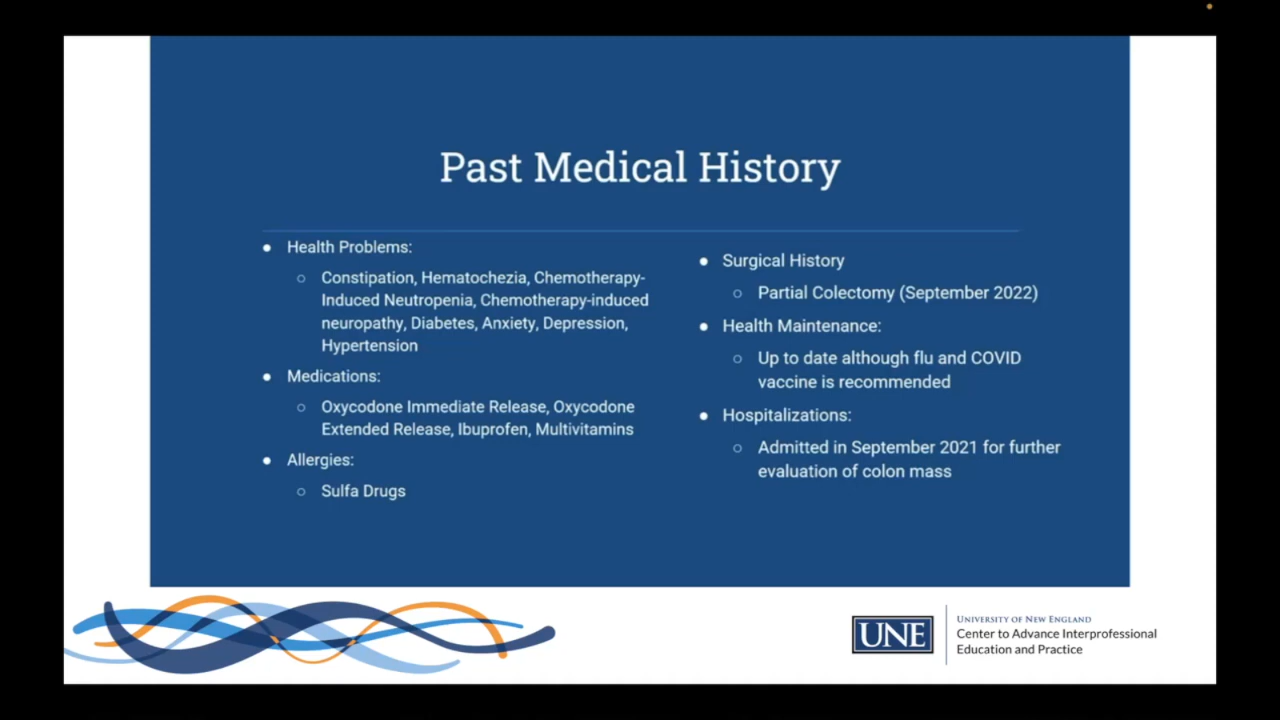 Past Medical History
● Health Problems:
○ Constipation, Hematochezia, Chemotherapy-
Induced Neutropenia, Chemotherapy-induced
neuropathy, Diabetes, Anxiety, Depression,
Hypertension
● Medications:
○ Oxycodone Immediate Release, Oxycodone
Extended Release, Ibuprofen, Multivitamins
● Allergies:
○ Sulfa Drugs
● Surgical History
○ Partial Colectomy (September 2022)
● Health Maintenance:
○ Up to date although flu and COVID
vaccine is recommended
● Hospitalizations:
○ Admitted in September 2021 for further
evaluation of colon mass
UNE
UNIVERSITY OF NEW ENGLAND
Center to Advance Interprofessional
Education and Practice